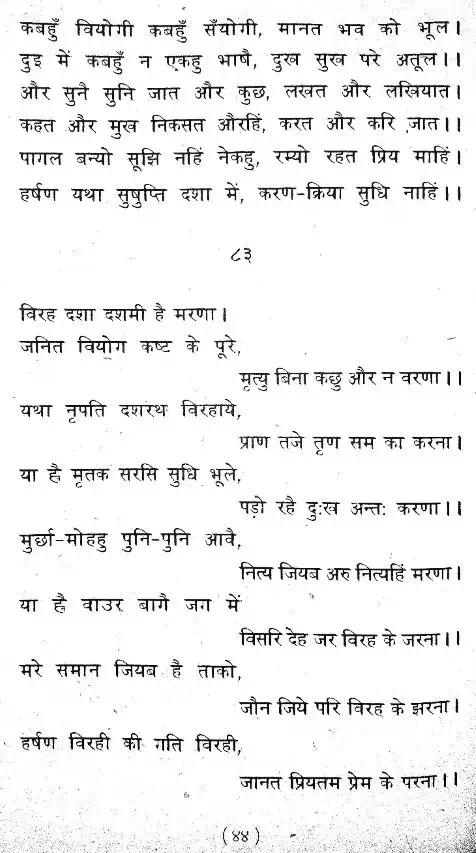 कबहुँ वियोगी कबहुँ सँयोगी, मानत भव को भूल।
दुइ में कबहुँ न एकहु भाषै, दुख सुख परे अतूल।।
और सुनै सुनि जात और कुछ, लखत और लखियात।
कहत और मुख निकसत औरहिं, करत और करि जात।।
पागल बन्यो सूझि नहिं नेकहु, रम्यो रहत प्रिय माहिं।
हर्षण यथा सुषुप्ति दशा में, करण-क्रिया सुधि नाहिं।।
८३
विरह दशा दशमी है मरणा।
जनित वियोग कष्ट के पूरे,
मृत्यु बिना कछु और न वरणा।।
यथा नृपति दशरथ विरहाये,
प्राण तजे तृण सम का करना।
या है मृतक सरसि सुधि भूले,
पड़ो रहै दुःख अन्तः करणा।।
मुर्छा-मोहहु पुनि-पुनि आवै,
नित्य जियब अरु नित्यहिं मरणा।
या है वाउर बागै जग में
विसरि देह जर विरह के जरना।।
मरे समान जियब है ताको,
जौन जिये परि विरह के झरना।
हर्षण विरही की गति विरही,
जानत प्रियतम प्रेम के परना।।
(४४)